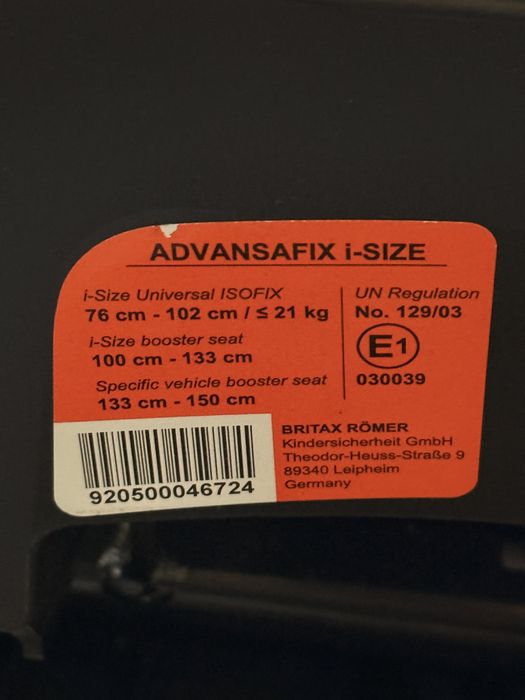 ADVANSAFIX i-SIZE
i-Size Universal ISOFIX
76 cm - 102 cm / ≤ 21 kg
i-Size booster seat
100 cm - 133 cm
Specific vehicle booster seat
133 cm - 150 cm
UN Regulation
No. 129/03
E1
030039
920500046724
BRITAX RÖMER
Kindersicherheit GmbH
Theodor-Heuss-Straße 9
89340 Leipheim
Germany